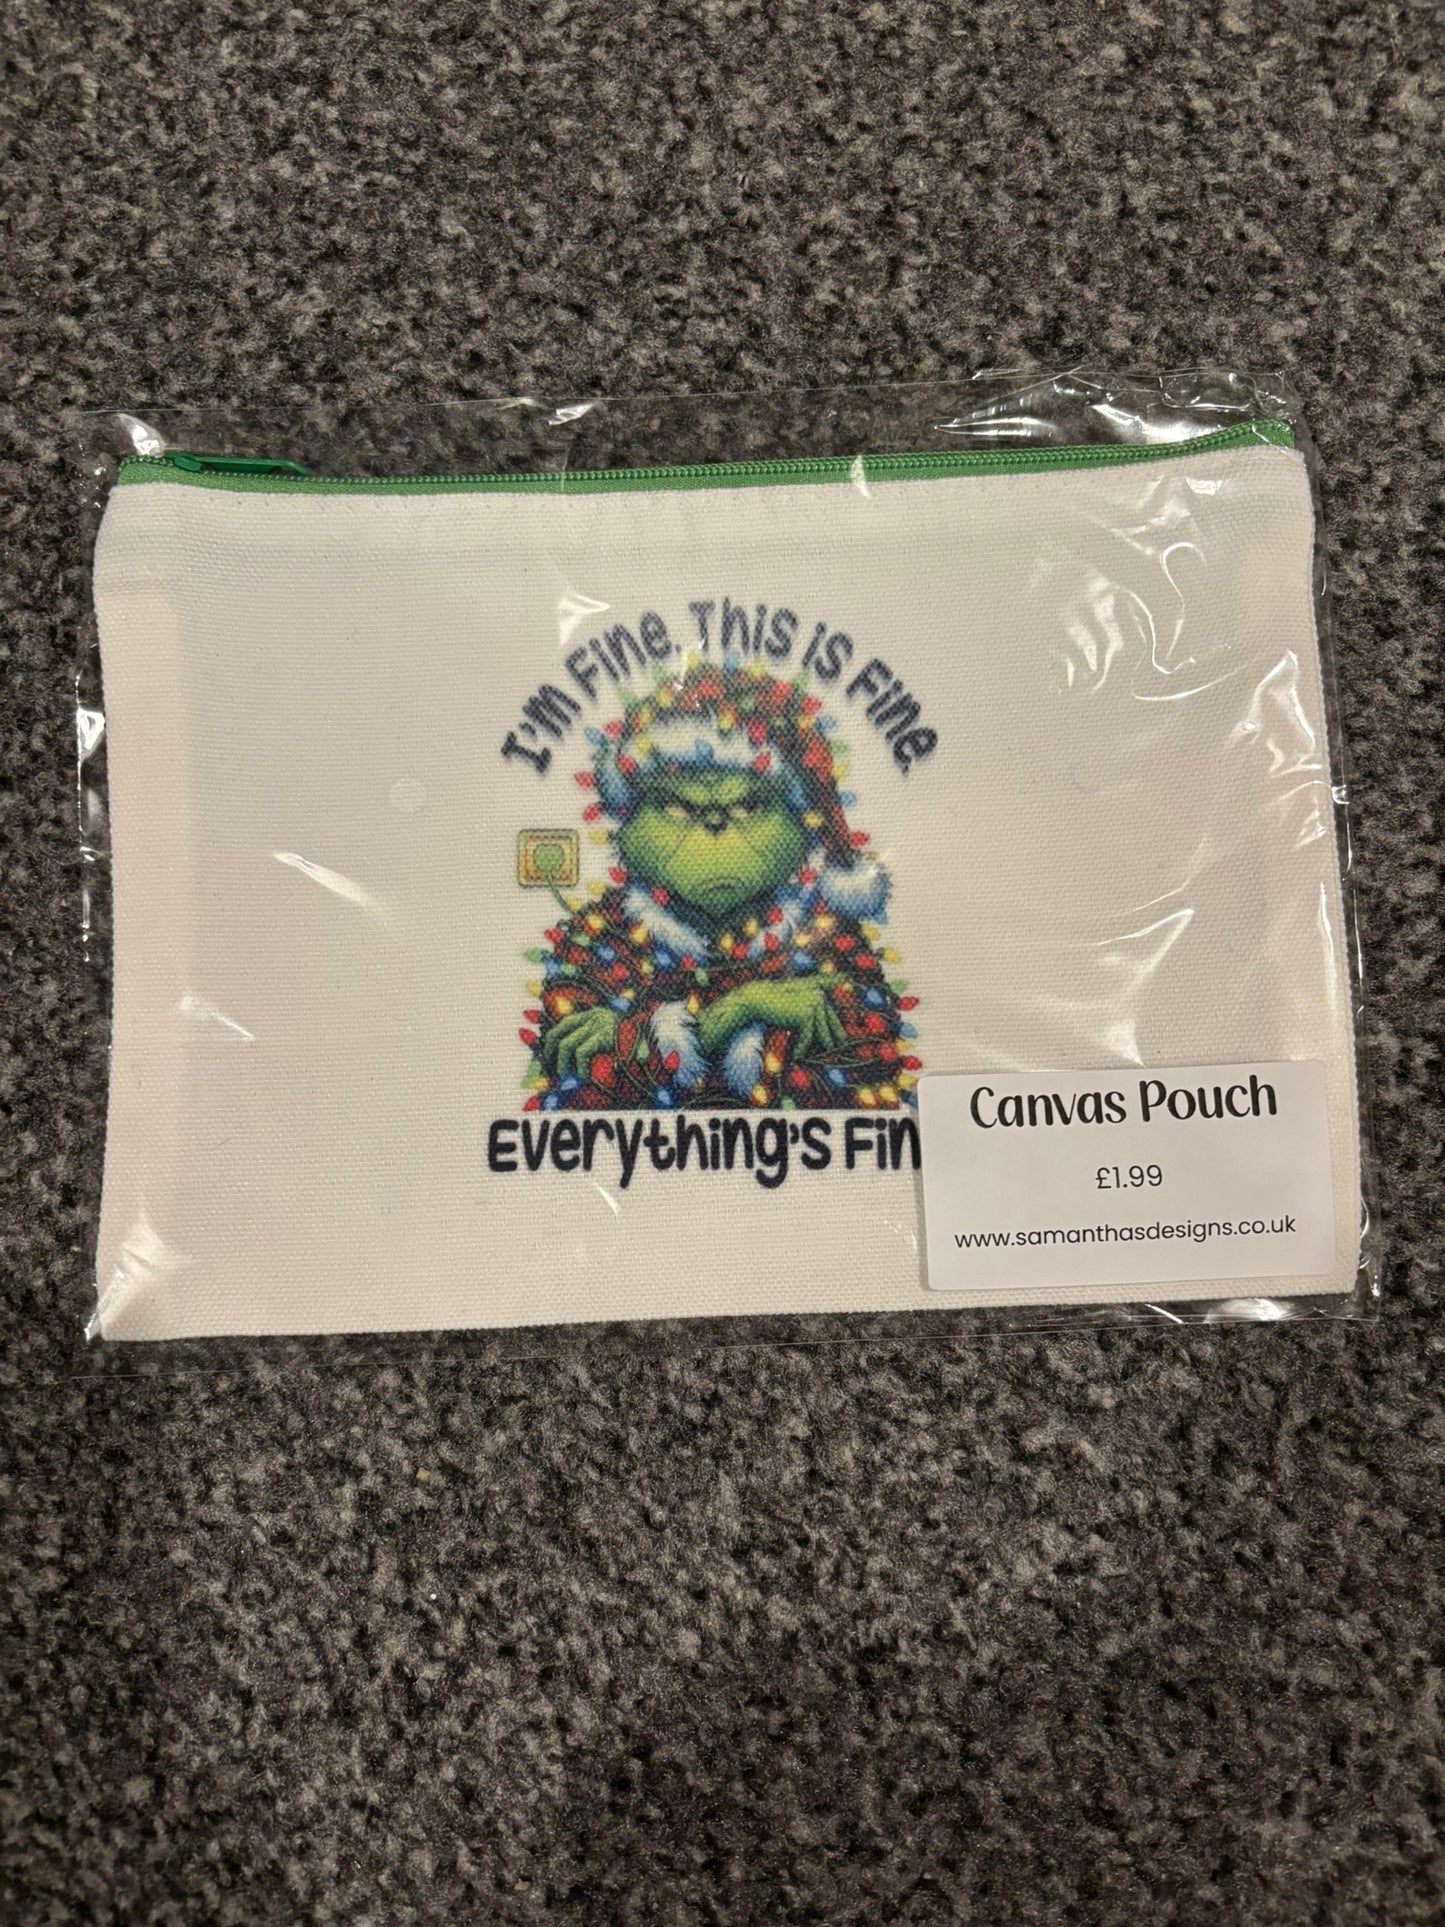 I'm Fine. This is Fine.
Everything's Fin
Canvas Pouch
£1.99
www.samanthasdesigns.co.uk